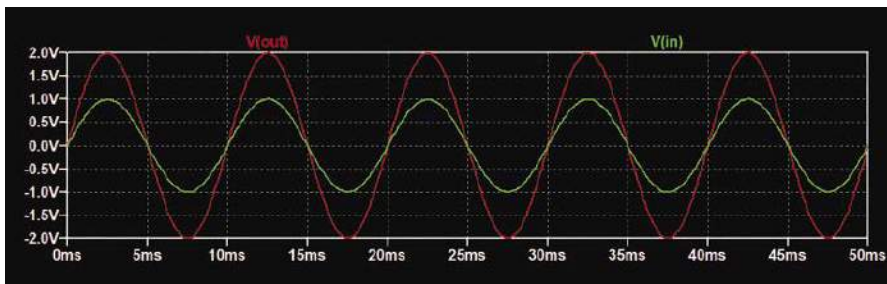 V(out) V(in)
2.0V
1.5V
1.0V
0.5V
0.0V
-0.5V
-1.0V
-1.5V
-2.0V
0ms 5ms 10ms 15ms 20ms 25ms 30ms 35ms 40ms 45ms 50ms